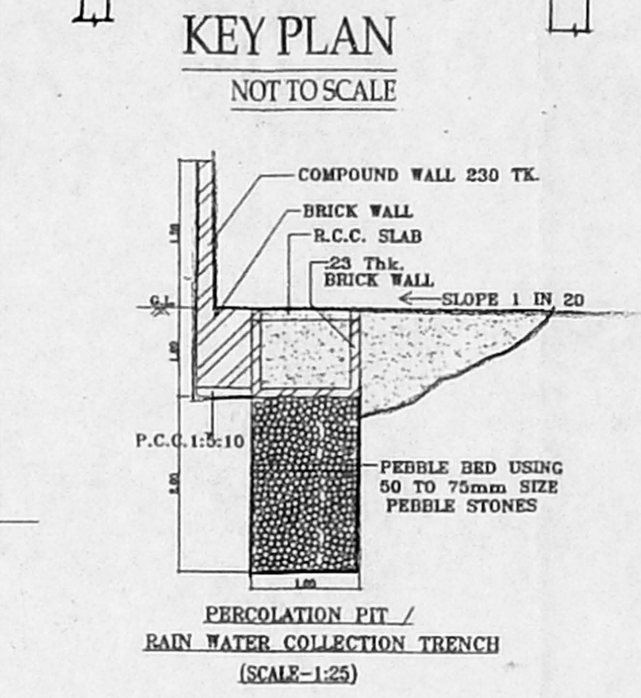 KEY PLAN
NOT TO SCALE
COMPOUND WALL 230 TK.
BRICK WALL
R.C.C. SLAB
.23 Thk.
BRICK WALL
G.L
SLOPE 1 IN 20
P.C.C.1:5:10
PEBBLE BED USING
50 TO 75mm SIZE
PEBBLE STONES
1.00
PERCOLATION PIT /
RAIN WATER COLLECTION TRENCH
(SCALE-1:25)